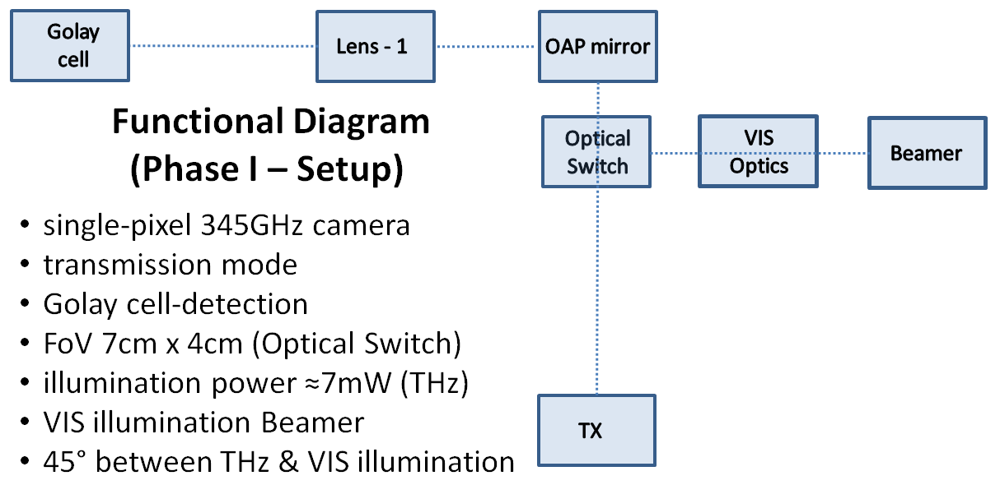 Golay
cell
Lens - 1
OAP mirror
Functional Diagram
(Phase I – Setup)
Optical
Switch
VIS
Optics
Beamer
• single-pixel 345GHz camera
• transmission mode
• Golay cell-detection
• FoV 7cm x 4cm (Optical Switch)
• illumination power ≈7mW (THz)
• VIS illumination Beamer
• 45° between THz & VIS illumination
TX